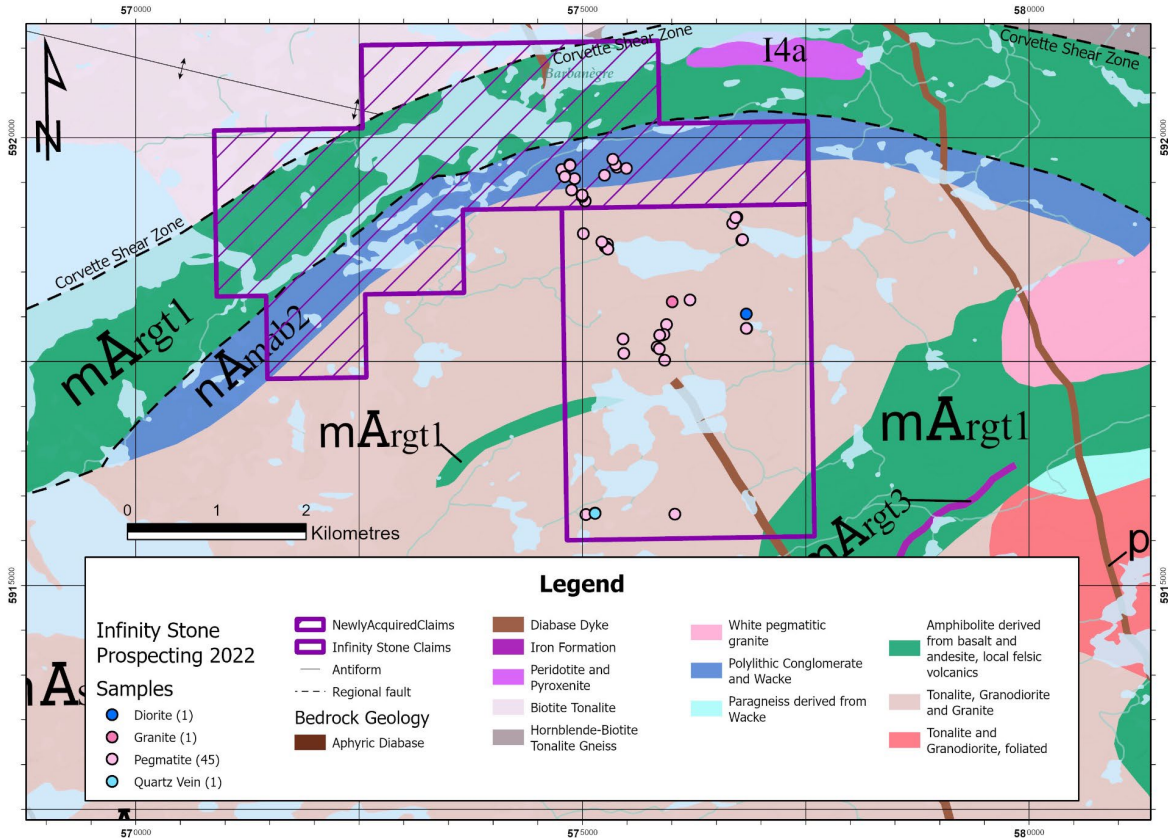 570000
575000
580000
Corvette Shear Zone
Corvette Shear Zone
I4a
Barbanègre
N
5920000
5920000
Corvette Shear Zone
mArgt1
nAmab2
mArgt1
mArgt1
mArgt3
0 1 2
Kilometres
p
5915000
5915000
Legend
Infinity Stone
Prospecting 2022
Samples
Diorite (1)
Granite (1)
Pegmatite (45)
Quartz Vein (1)
NewlyAcquiredClaims
Infinity Stone Claims
Antiform
Regional fault
Bedrock Geology
Aphyric Diabase
Diabase Dyke
Iron Formation
Peridotite and
Pyroxenite
Biotite Tonalite
Hornblende-Biotite
Tonalite Gneiss
White pegmatitic
granite
Polylithic Conglomerate
and Wacke
Paragneiss derived from
Wacke
Amphibolite derived
from basalt and
andesite, local felsic
volcanics
Tonalite, Granodiorite
and Granite
Tonalite and
Granodiorite, foliated
570000
575000
580000